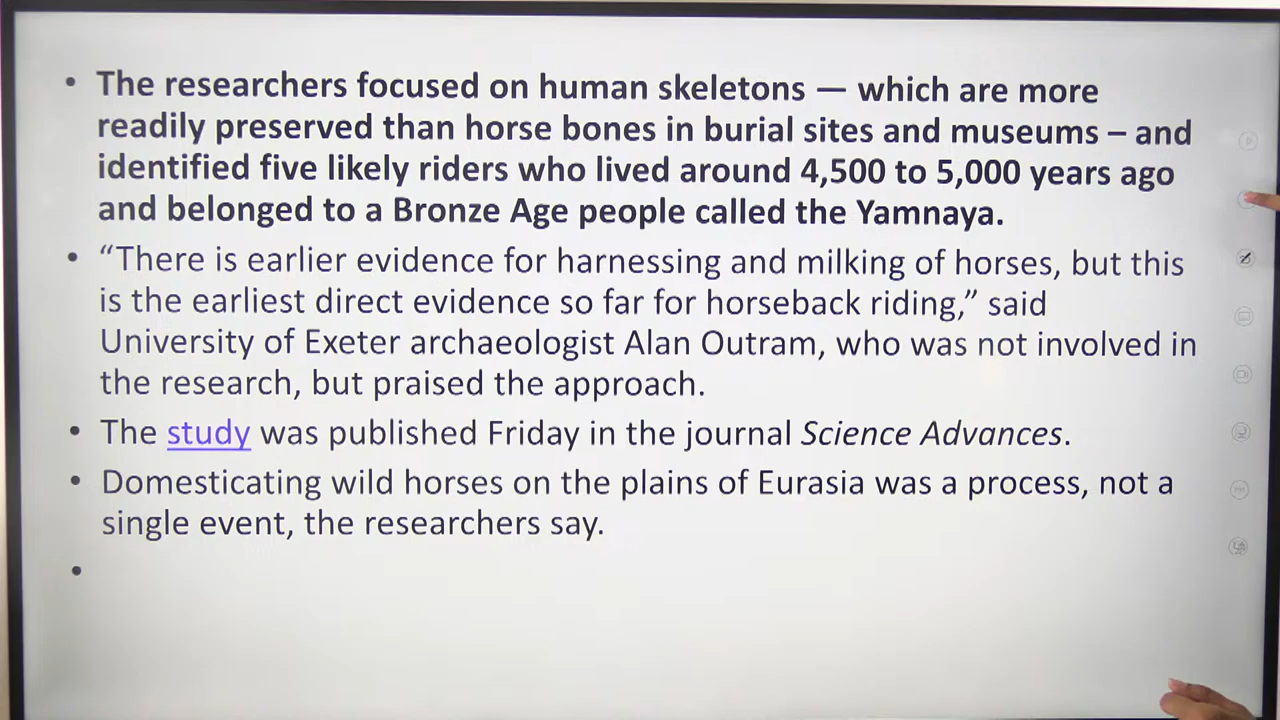 • The researchers focused on human skeletons — which are more
readily preserved than horse bones in burial sites and museums – and
identified five likely riders who lived around 4,500 to 5,000 years ago
and belonged to a Bronze Age people called the Yamnaya.
• “There is earlier evidence for harnessing and milking of horses, but this
is the earliest direct evidence so far for horseback riding,” said
University of Exeter archaeologist Alan Outram, who was not involved in
the research, but praised the approach.
• The study was published Friday in the journal Science Advances.
• Domesticating wild horses on the plains of Eurasia was a process, not a
single event, the researchers say.
•